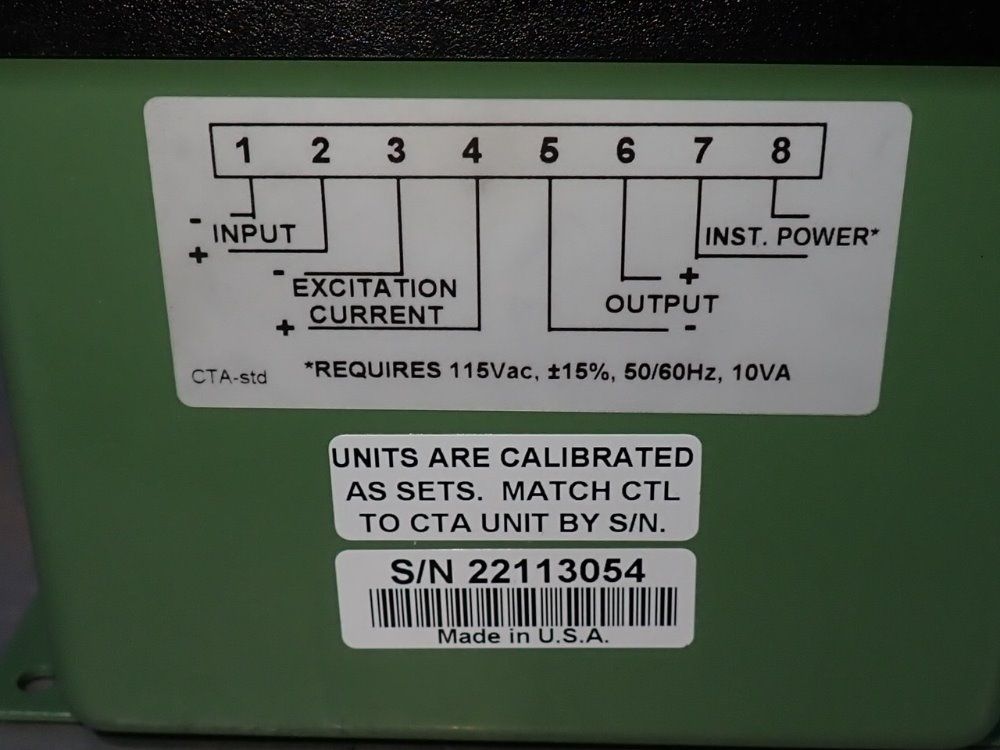 1 2 3 4 5 6 7 8
- INPUT +
INST. POWER*
- EXCITATION
CURRENT +
+ OUTPUT -
CTA-std *REQUIRES 115Vac, ±15%, 50/60Hz, 10VA
UNITS ARE CALIBRATED
AS SETS. MATCH CTL
TO CTA UNIT BY S/N.
S/N 22113054
Made in U.S.A.